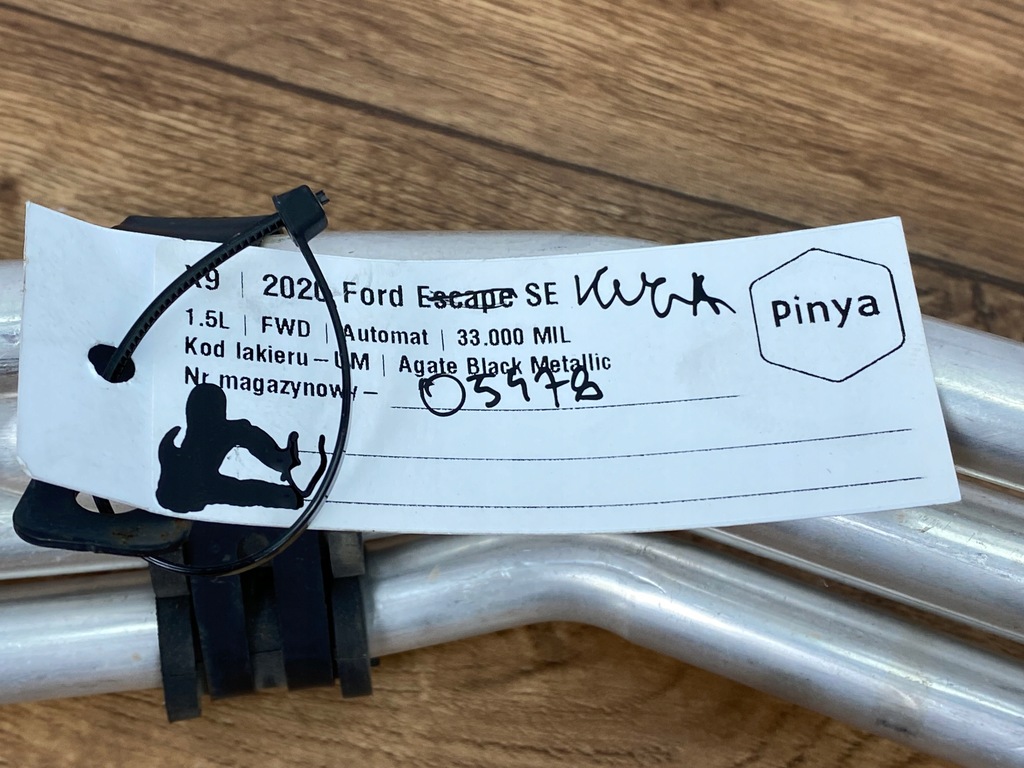 X9 | 2020 Ford Escape SE KUGA
1.5L | FWD | Automat | 33.000 MIL
Kod lakieru – UM | Agate Black Metallic
Nr magazynowy – 05978
Pinya